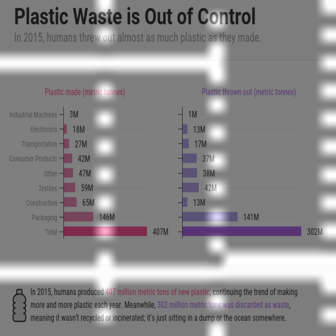 Plastic Waste is Out of Control
In 2015, humans threw out almost as much plastic as they made.
Plastic made (metric tonnes)
Plastic thrown out (metric tonnes)
Industrial Machines 3M 1M
Electronics 18M 13M
Transportation 27M 17M
Consumer Products 42M 37M
Other 47M 38M
Textiles 59M 42M
Construction 65M 13M
Packaging 146M 141M
Total 407M 302M
In 2015, humans produced 407 million metric tons of new plastic, continuing the trend of making
more and more plastic each year. Meanwhile, 302 million metric tons was discarded as waste,
meaning it wasn't recycled or incinerated; it's just sitting in a dump or the ocean somewhere.